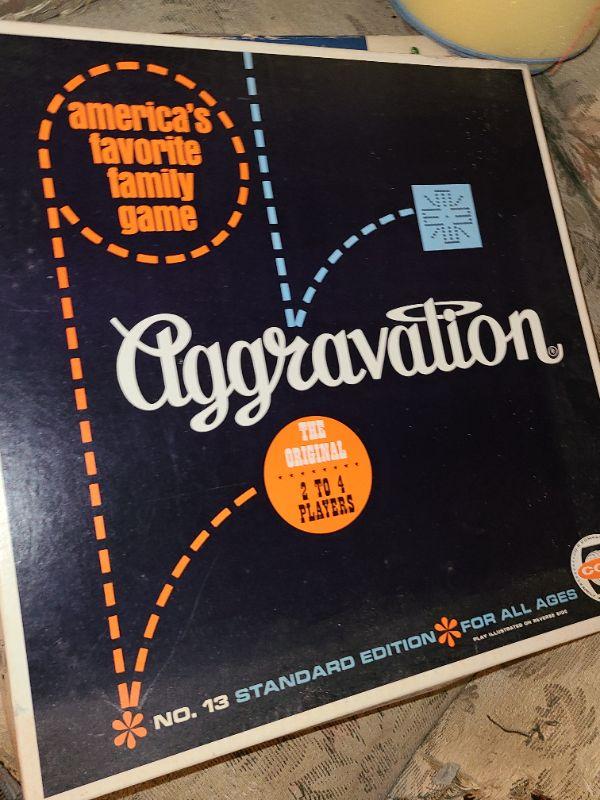 america's
favorite
family
game
Aggravation®
THE
ORIGINAL
2 TO 4
PLAYERS
NO. 13 STANDARD EDITION FOR ALL AGES
PLAY ILLUSTRATED ON REVERSE SIDE
CO